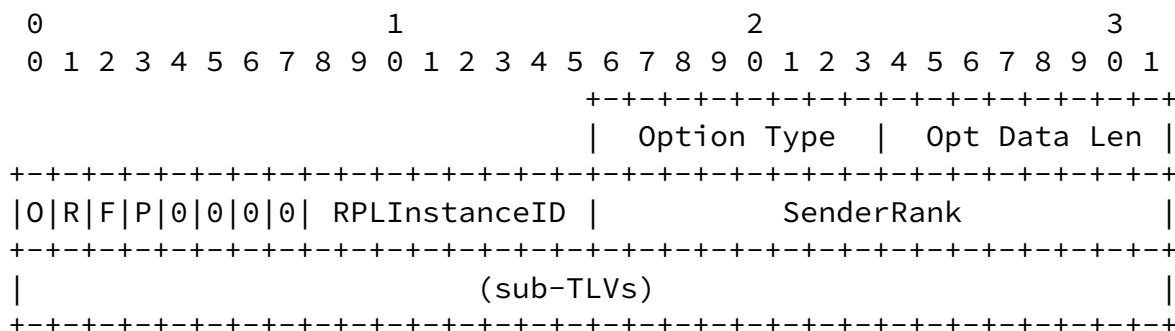 0                   1                   2                   3
 0 1 2 3 4 5 6 7 8 9 0 1 2 3 4 5 6 7 8 9 0 1 2 3 4 5 6 7 8 9 0 1
                                +-+-+-+-+-+-+-+-+-+-+-+-+-+-+-+-+
                                |  Option Type  |  Opt Data Len |
+-+-+-+-+-+-+-+-+-+-+-+-+-+-+-+-+-+-+-+-+-+-+-+-+-+-+-+-+-+-+-+-+
|O|R|F|P|0|0|0|0| RPLInstanceID |          SenderRank           |
+-+-+-+-+-+-+-+-+-+-+-+-+-+-+-+-+-+-+-+-+-+-+-+-+-+-+-+-+-+-+-+-+
|                         (sub-TLVs)                            |
+-+-+-+-+-+-+-+-+-+-+-+-+-+-+-+-+-+-+-+-+-+-+-+-+-+-+-+-+-+-+-+-+